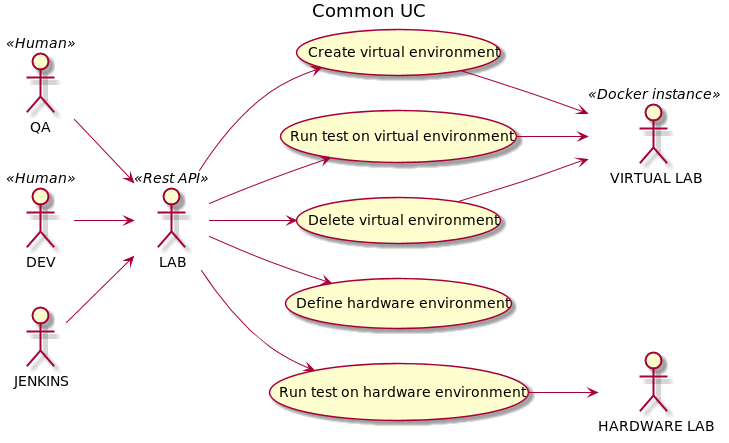 Common UC
«Human»
QA
«Human»
DEV
JENKINS
«Rest API»
LAB
Create virtual environment
Run test on virtual environment
Delete virtual environment
Define hardware environment
Run test on hardware environment
«Docker instance»
VIRTUAL LAB
HARDWARE LAB